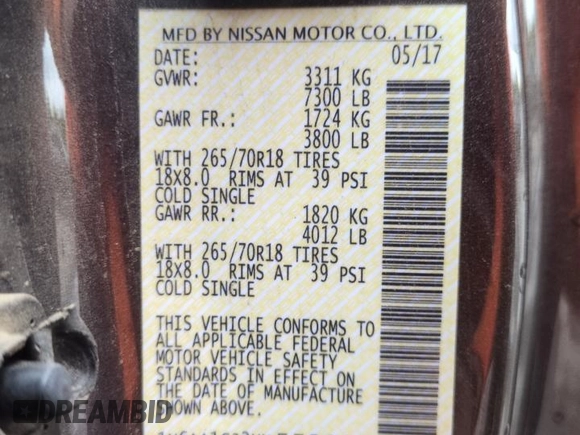 MFD BY NISSAN MOTOR CO., LTD.
DATE: 05/17
GVWR: 3311 KG
7300 LB
GAWR FR.: 1724 KG
3800 LB
WITH 265/70R18 TIRES
18X8.0 RIMS AT 39 PSI
COLD SINGLE
GAWR RR.: 1820 KG
4012 LB
WITH 265/70R18 TIRES
18X8.0 RIMS AT 39 PSI
COLD SINGLE
THIS VEHICLE CONFORMS TO
ALL APPLICABLE FEDERAL
MOTOR VEHICLE SAFETY
STANDARDS IN EFFECT ON
THE DATE OF MANUFACTURE
SHOWN ABOVE.
DREAMBID